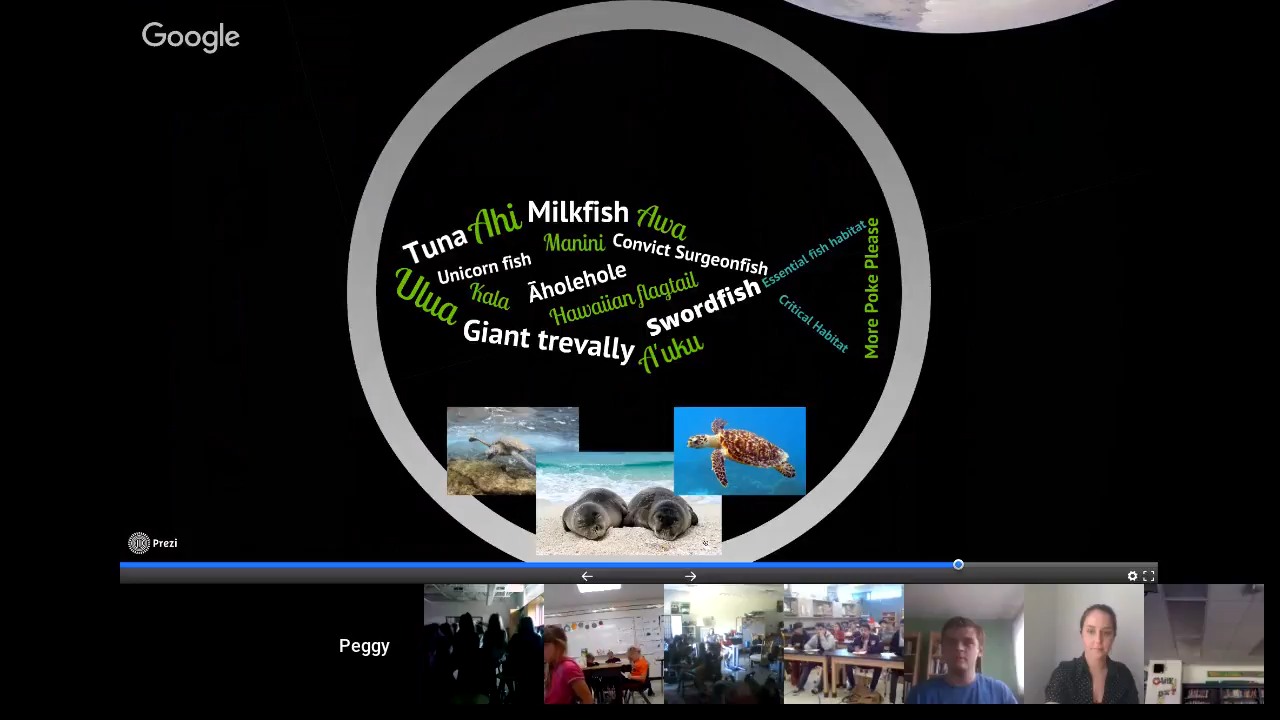 Google
Tuna Ahi Milkfish Awa
Manini Convict Surgeonfish
Unicorn fish
Ulua Kala Āholehole
Hawaiian flagtail
Giant trevally
Swordfish
A'uku
Essential fish habitat
Critical Habitat
More Poke Please
Prezi
Peggy